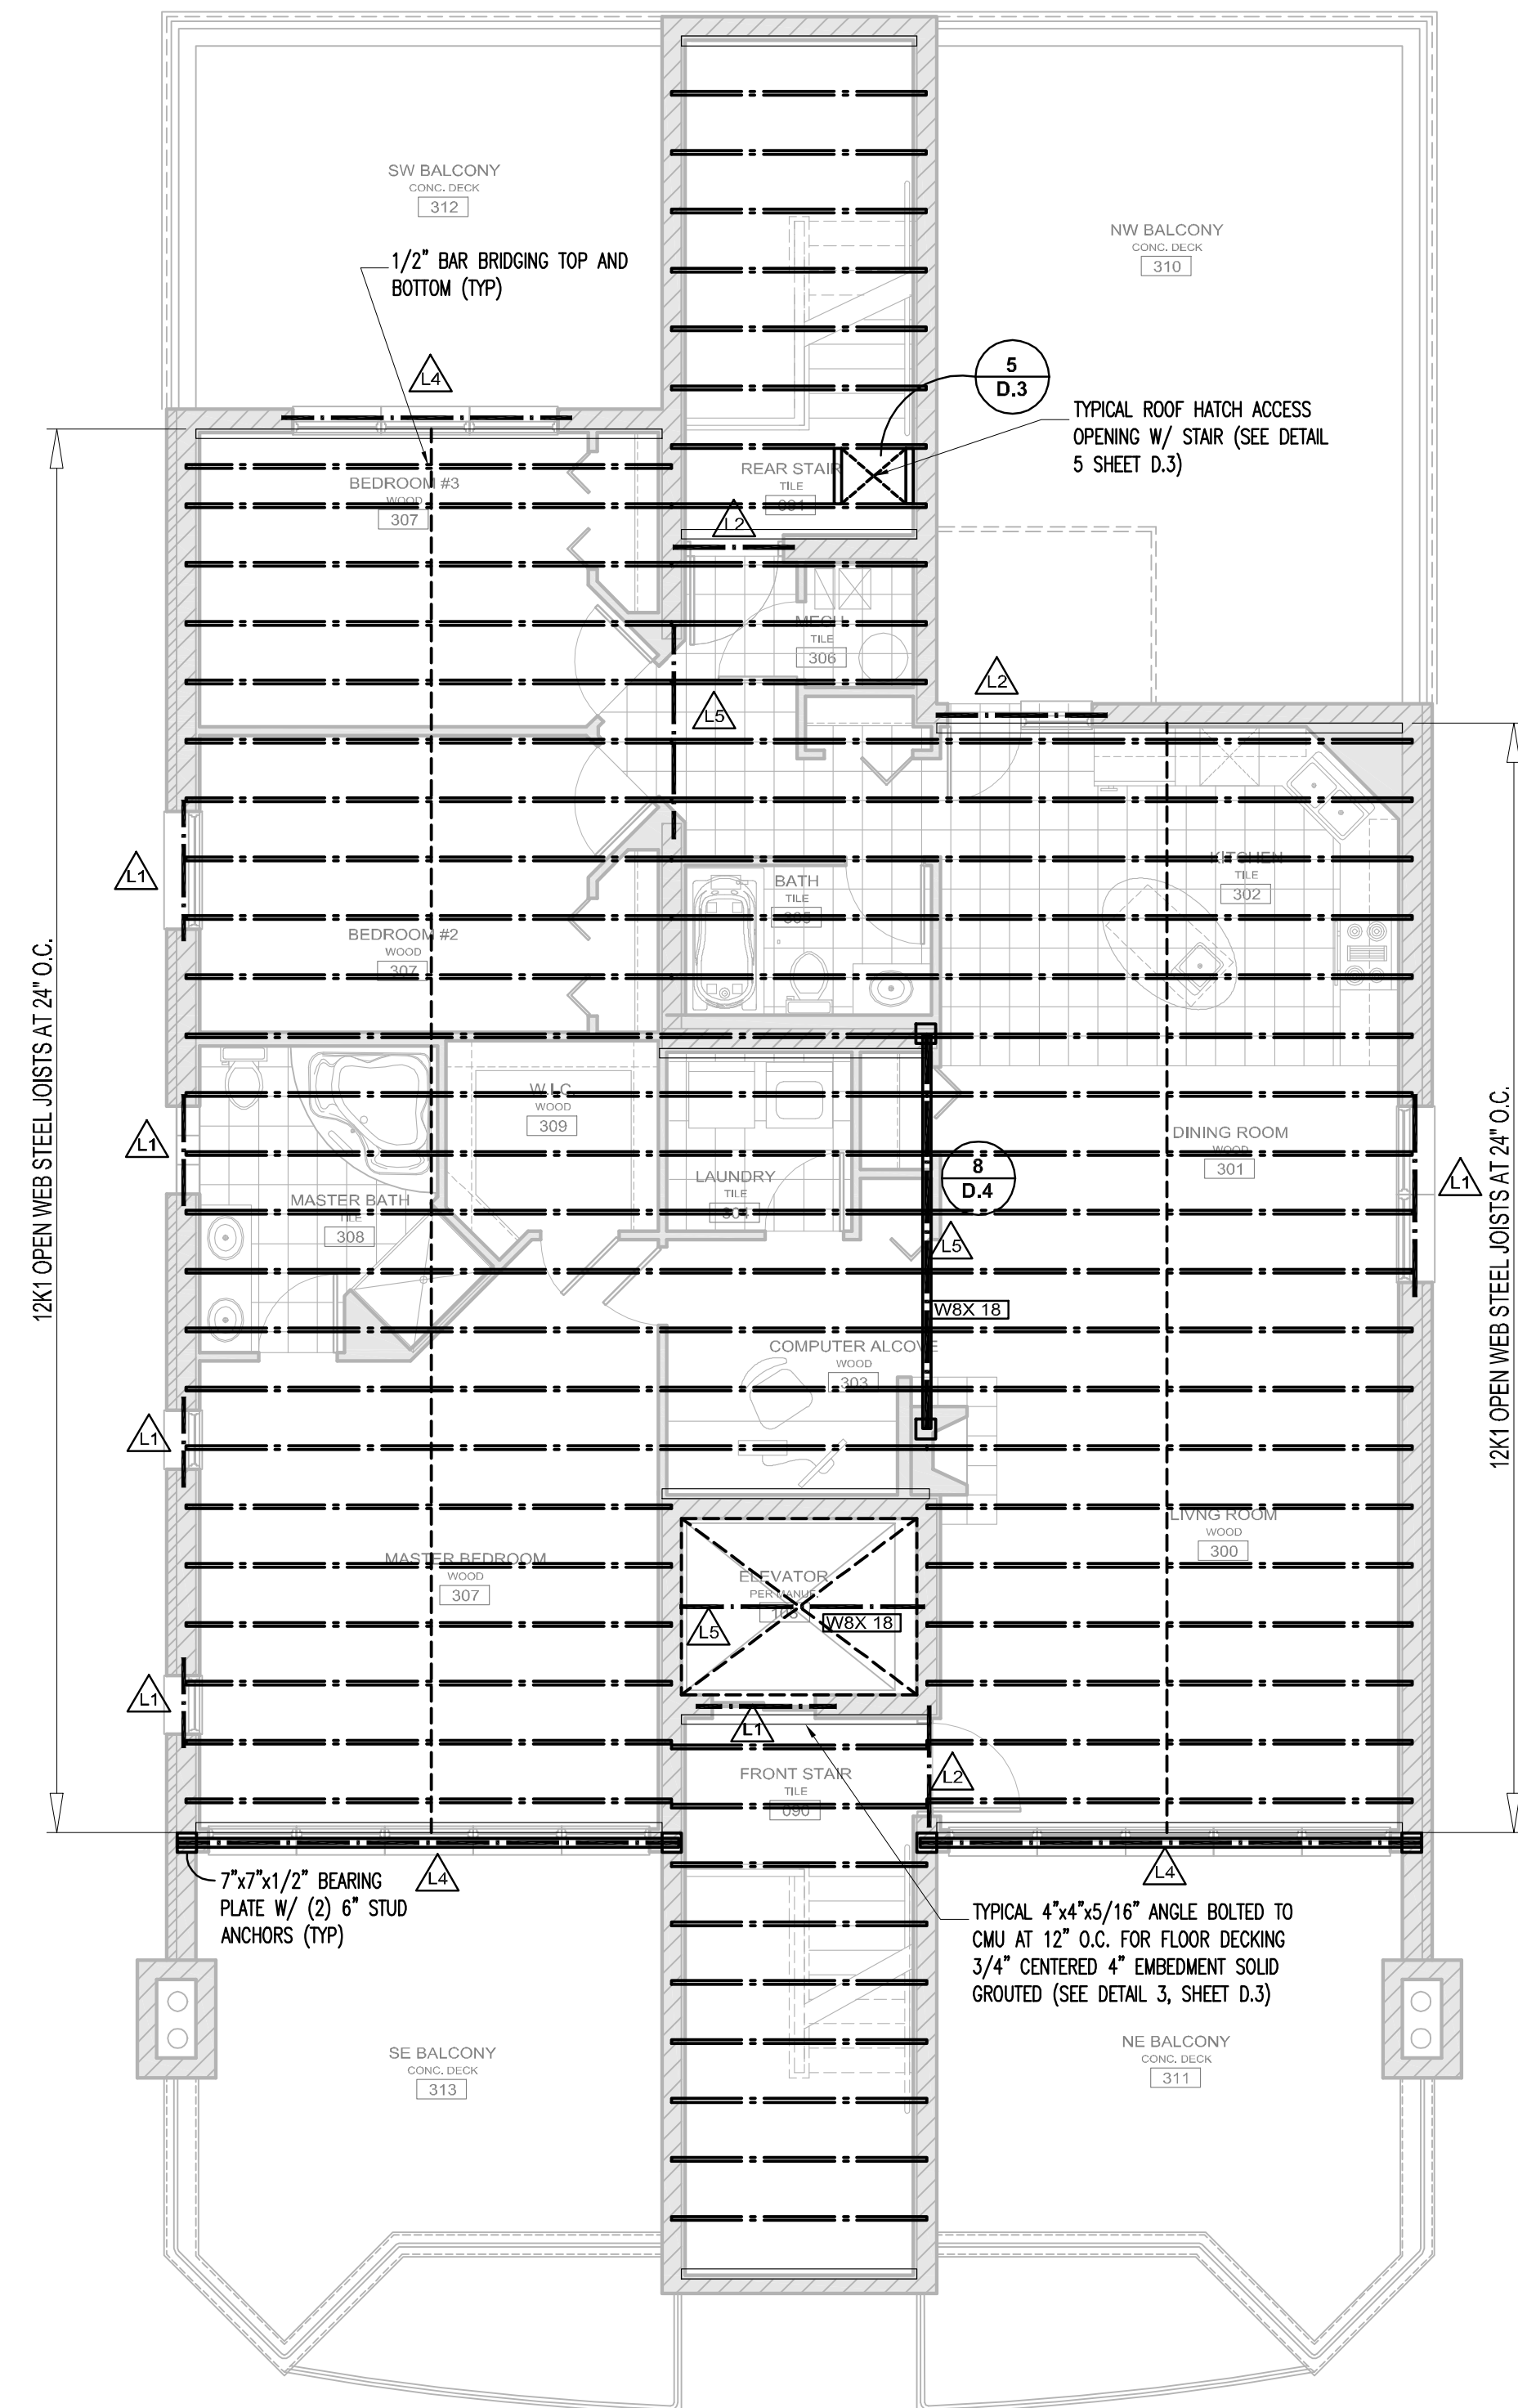 SW BALCONY
CONC. DECK
312
1/2" BAR BRIDGING TOP AND
BOTTOM (TYP)
L4
NW BALCONY
CONC. DECK
310
5
D.3
TYPICAL ROOF HATCH ACCESS
OPENING W/ STAIR (SEE DETAIL
5 SHEET D.3)
BEDROOM #3
WOOD
307
REAR STAIR
TILE
L2
MECH
TILE
306
L5
L2
12K1 OPEN WEB STEEL JOISTS AT 24" O.C.
L1
BEDROOM #2
WOOD
307
BATH
TILE
KITCHEN
TILE
302
L1
MASTER BATH
TILE
308
W.I.C.
WOOD
309
LAUNDRY
TILE
304
8
D.4
L5
W8X 18
DINING ROOM
WOOD
301
L1
12K1 OPEN WEB STEEL JOISTS AT 24" O.C.
COMPUTER ALCOVE
WOOD
303
L1
MASTER BEDROOM
WOOD
307
ELEVATOR
PER MANUF.
L5
W8X 18
LIVNG ROOM
WOOD
300
L1
L1
FRONT STAIR
TILE
090
L2
L4
L4
7"x7"x1/2" BEARING
PLATE W/ (2) 6" STUD
ANCHORS (TYP)
TYPICAL 4"x4"x5/16" ANGLE BOLTED TO
CMU AT 12" O.C. FOR FLOOR DECKING
3/4" CENTERED 4" EMBEDMENT SOLID
GROUTED (SEE DETAIL 3, SHEET D.3)
SE BALCONY
CONC. DECK
313
NE BALCONY
CONC. DECK
311